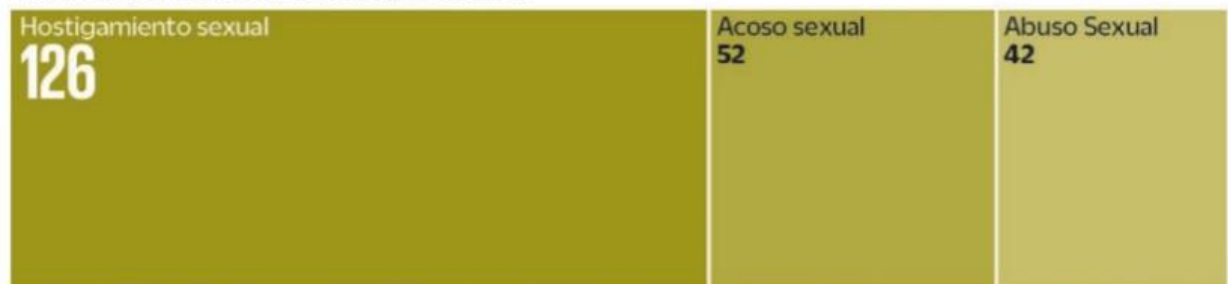 Hostigamiento sexual
126
Acoso sexual
52
Abuso Sexual
42